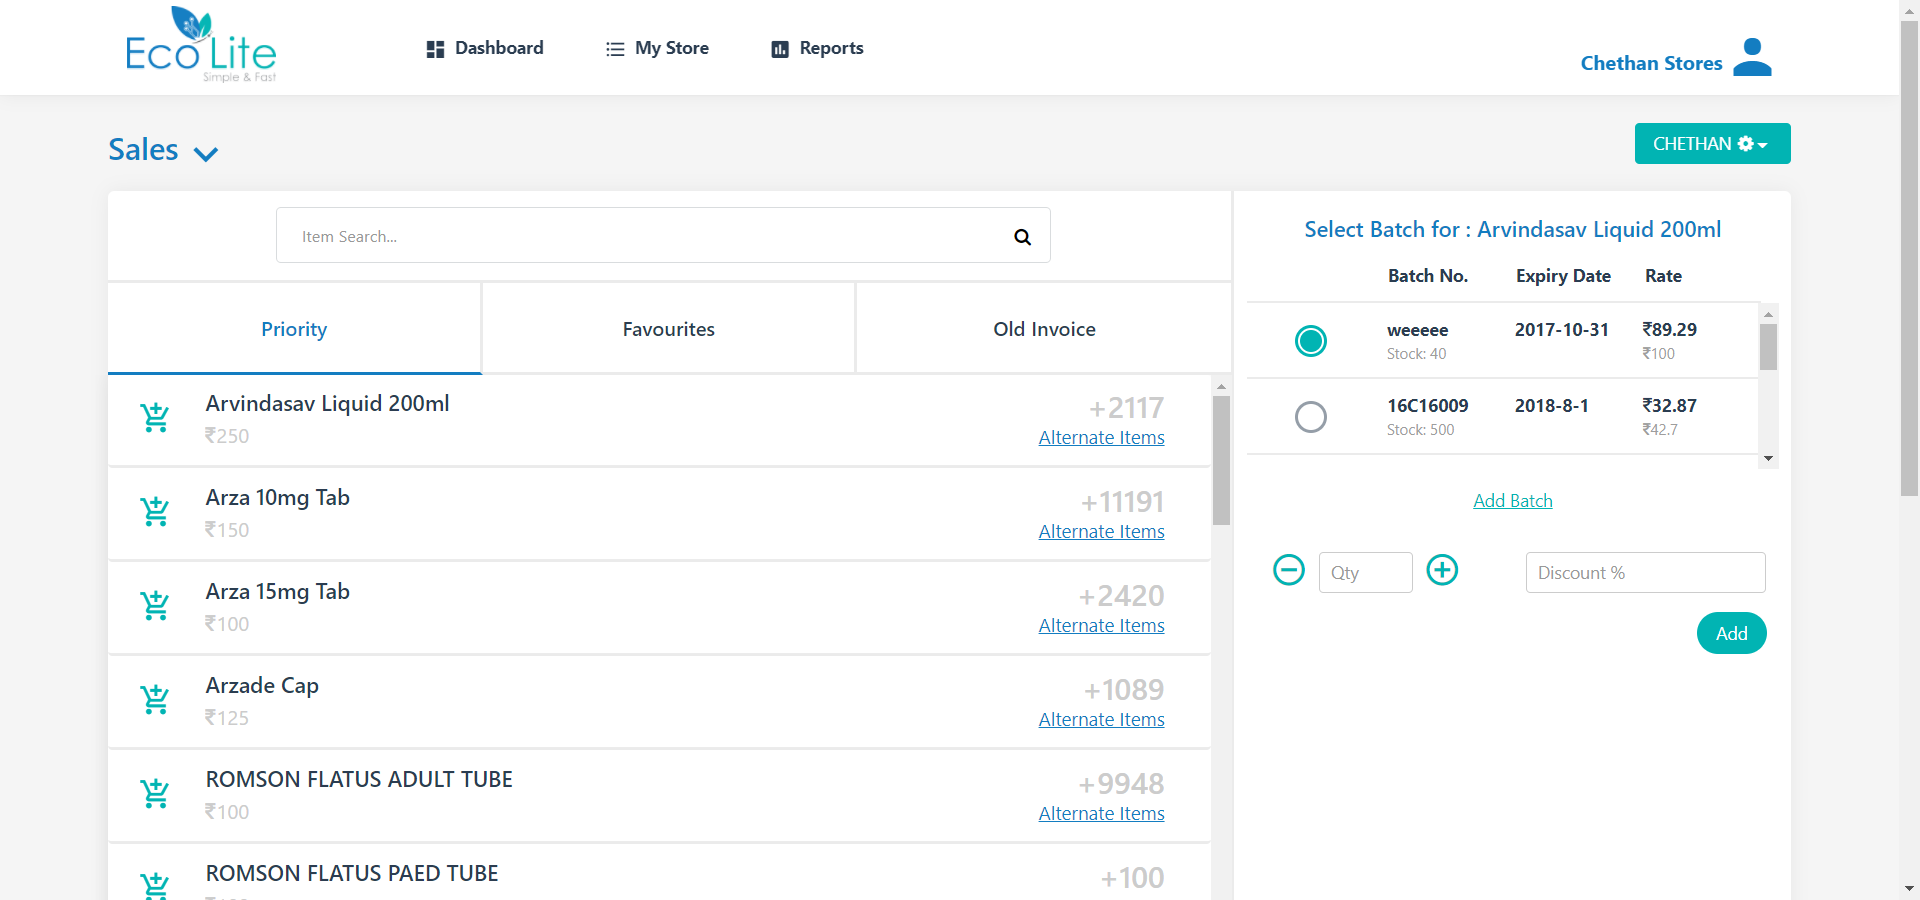 Eco Lite
Simple & Fast
Dashboard
My Store
Reports
Chethan Stores
Sales
CHETHAN
Item Search...
Priority
Favourites
Old Invoice
Arvindasav Liquid 200ml
+2117
₹250
Alternate Items
Arza 10mg Tab
+11191
₹150
Alternate Items
Arza 15mg Tab
+2420
₹100
Alternate Items
Arzade Cap
+1089
₹125
Alternate Items
ROMSON FLATUS ADULT TUBE
+9948
₹100
Alternate Items
ROMSON FLATUS PAED TUBE
+100
Select Batch for : Arvindasav Liquid 200ml
Batch No. Expiry Date Rate
weeeee 2017-10-31 ₹89.29
Stock: 40 ₹100
16C16009 2018-8-1 ₹32.87
Stock: 500 ₹42.7
Add Batch
Qty
Discount %
Add